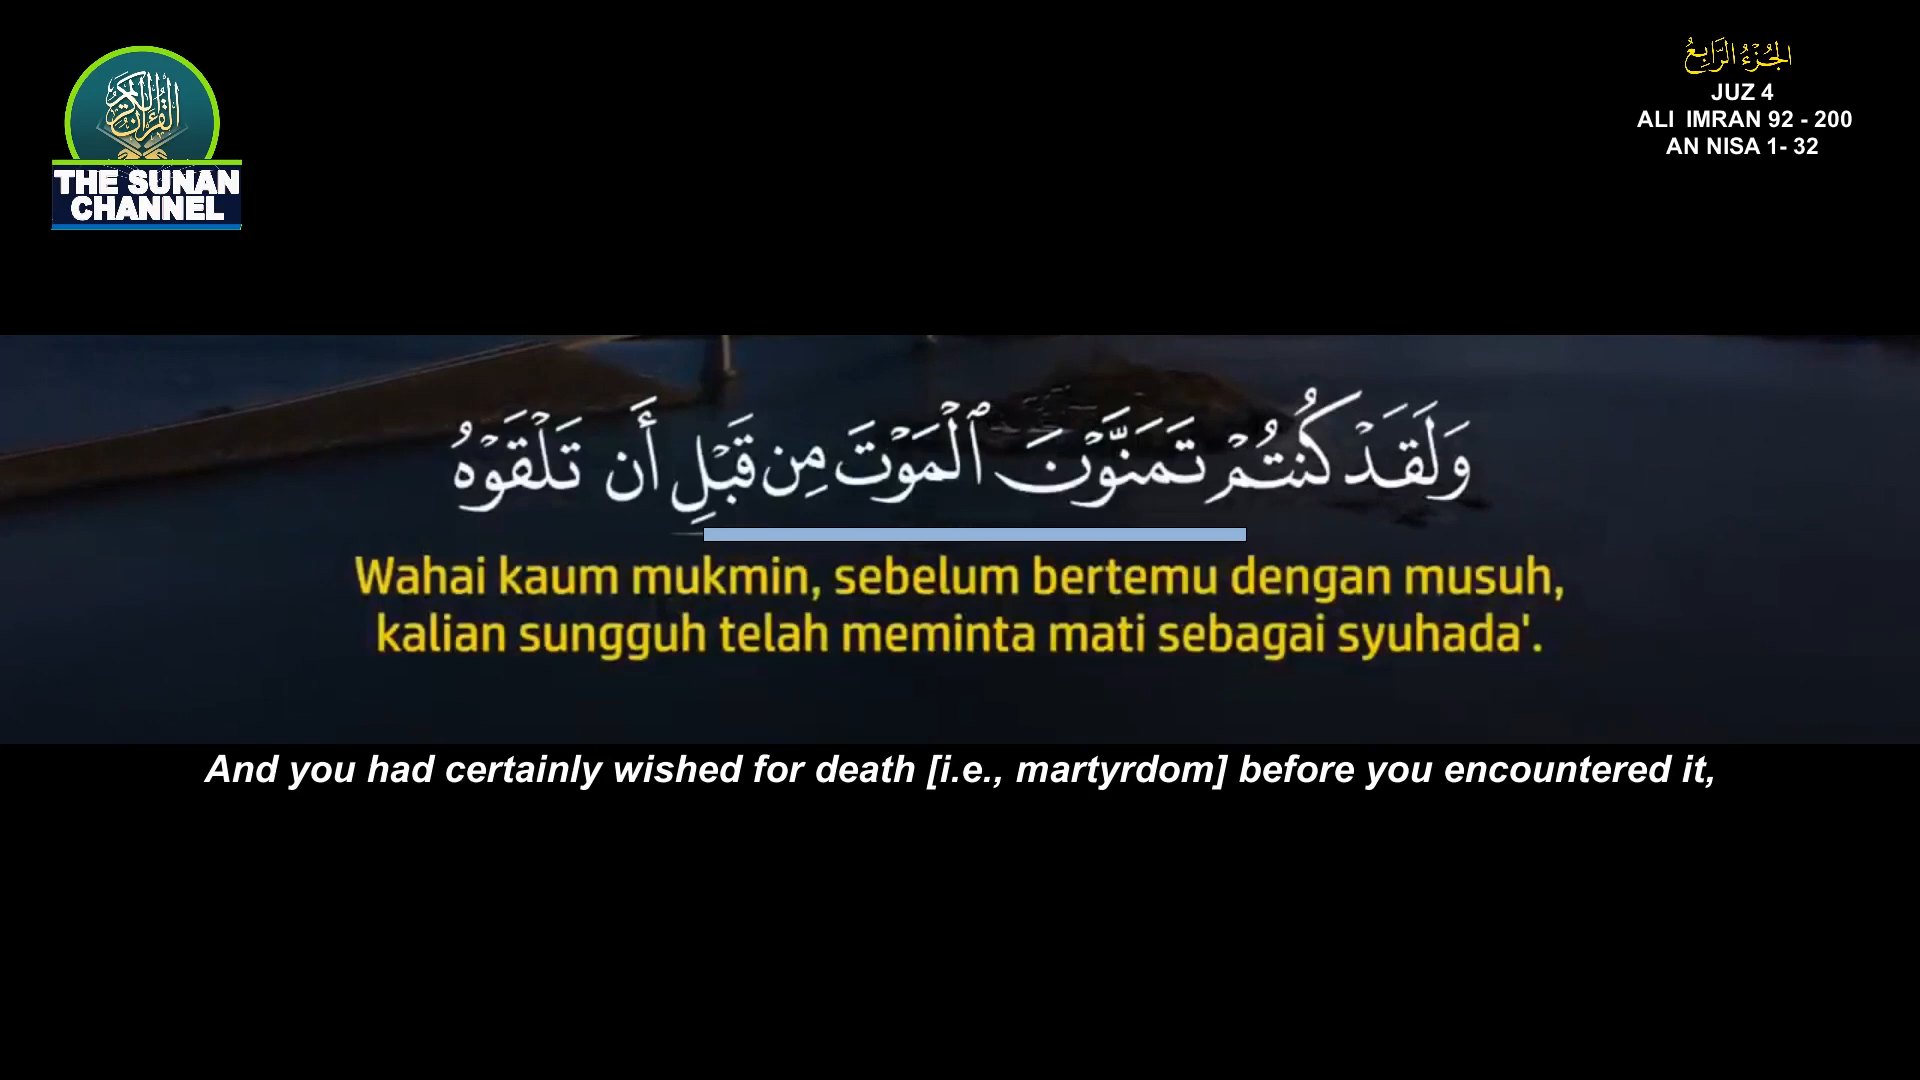 القرآن الكريم
THE SUNAN
CHANNEL
الجُزْءُ الرَّابِعُ
JUZ 4
ALI IMRAN 92 - 200
AN NISA 1- 32
وَلَقَدْ كُنتُمْ تَمَنَّوْنَ ٱلْمَوْتَ مِن قَبْلِ أَن تَلْقَوْهُ
Wahai kaum mukmin, sebelum bertemu dengan musuh,
kalian sungguh telah meminta mati sebagai syuhada'.
And you had certainly wished for death [i.e., martyrdom] before you encountered it,